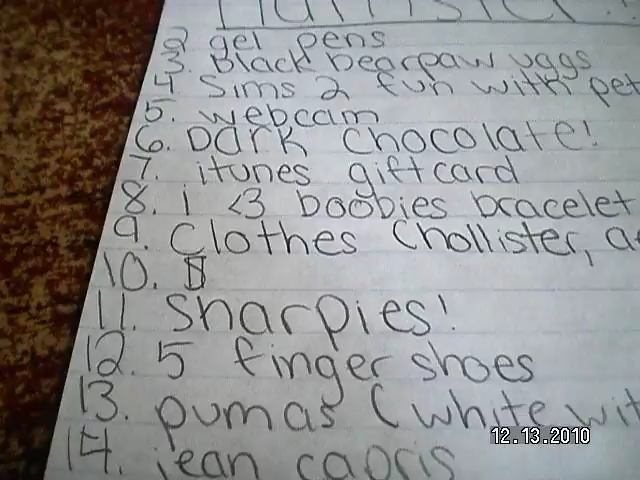 2 gel pens
3. Black bearpaw uggs
4 Sims 2 fun with pet
5. webcam
6. Dark chocolate!
7. itunes giftcard
8. i <3 boobies bracelet
9. Clothes (hollister, a
10. $
11. sharpies!
12. 5 finger shoes
13. pumas (white wit
14. jean capris
12.13.2010